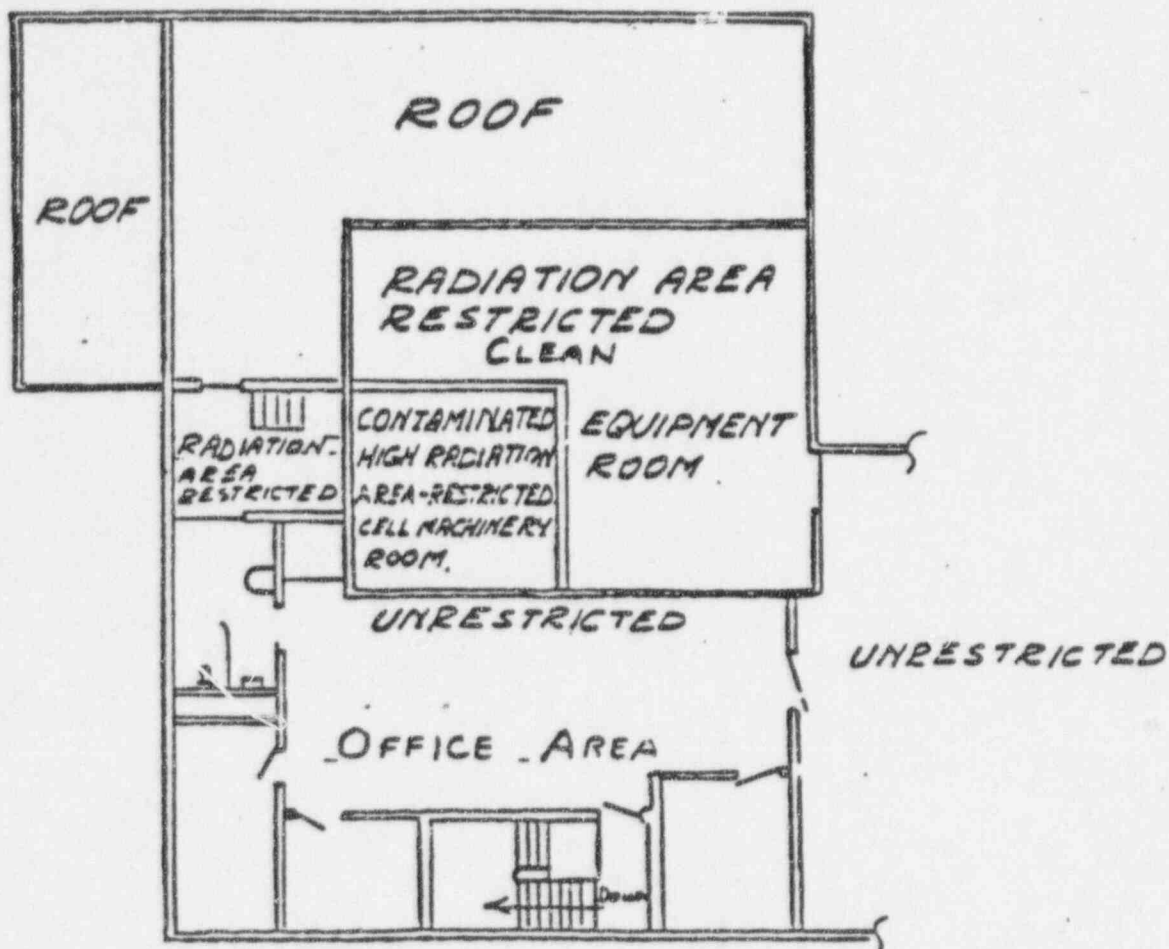 ROOF
ROOF
RADIATION AREA
RESTRICTED
CLEAN
EQUIPMENT
ROOM
CONTAMINATED
HIGH RADIATION
AREA-RESTRICTED
CELL MACHINERY
ROOM.
RADIATION-
AREA
RESTRICTED
UNRESTRICTED
UNRESTRICTED
OFFICE AREA
Down